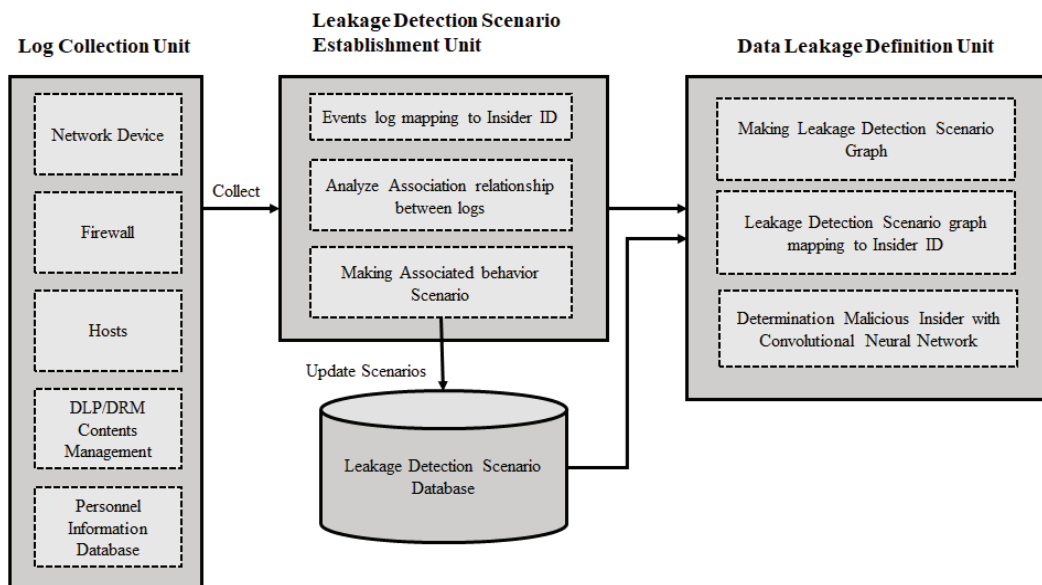 Log Collection Unit
Network Device
Firewall
Hosts
DLP/DRM
Contents
Management
Personnel
Information
Database
Collect
Leakage Detection Scenario
Establishment Unit
Events log mapping to Insider ID
Analyze Association relationship
between logs
Making Associated behavior
Scenario
Update Scenarios
Leakage Detection Scenario
Database
Data Leakage Definition Unit
Making Leakage Detection Scenario
Graph
Leakage Detection Scenario graph
mapping to Insider ID
Determination Malicious Insider with
Convolutional Neural Network